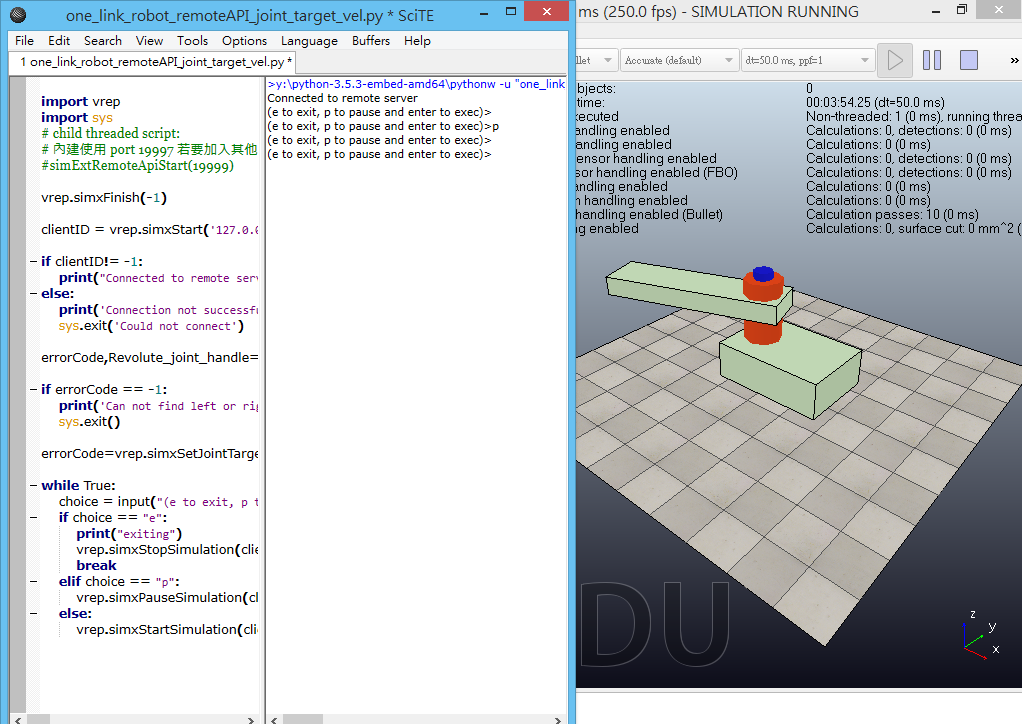 one_link_robot_remoteAPI_joint_target_vel.py * SciTE
File Edit Search View Tools Options Language Buffers Help
1 one_link_robot_remoteAPI_joint_target_vel.py *
import vrep
import sys
# child threaded script:
# 內建使用 port 19997 若要加入其他
#simExtRemoteApiStart(19999)
vrep.simxFinish(-1)
clientID = vrep.simxStart('127.0.0
if clientID!= -1:
print("Connected to remote serv
else:
print('Connection not successfu
sys.exit('Could not connect')
errorCode,Revolute_joint_handle=
if errorCode == -1:
print('Can not find left or rig
sys.exit()
errorCode=vrep.simxSetJointTarge
while True:
choice = input("(e to exit, p t
if choice == "e":
print("exiting")
vrep.simxStopSimulation(clie
break
elif choice == "p":
vrep.simxPauseSimulation(cl
else:
vrep.simxStartSimulation(clie
>y:\python-3.5.3-embed-amd64\pythonw -u "one_link
Connected to remote server
(e to exit, p to pause and enter to exec)>
(e to exit, p to pause and enter to exec)>p
(e to exit, p to pause and enter to exec)>
(e to exit, p to pause and enter to exec)>
ms (250.0 fps) - SIMULATION RUNNING
llet Accurate (default) dt=50.0 ms, ppf=1 »
bjects: 0
time: 00:03:54.25 (dt=50.0 ms)
xecuted Non-threaded: 1 (0 ms), running threa
andling enabled Calculations: 0, detections: 0 (0 ms)
andling enabled Calculations: 0 (0 ms)
ensor handling enabled Calculations: 0, detections: 0 (0 ms)
sor handling enabled (FBO) Calculations: 0, detections: 0 (0 ms)
andling enabled Calculations: 0 (0 ms)
n handling enabled Calculations: 0 (0 ms)
handling enabled (Bullet) Calculation passes: 10 (0 ms)
ng enabled Calculations: 0, surface cut: 0 mm^2 (
DU
z
y
x